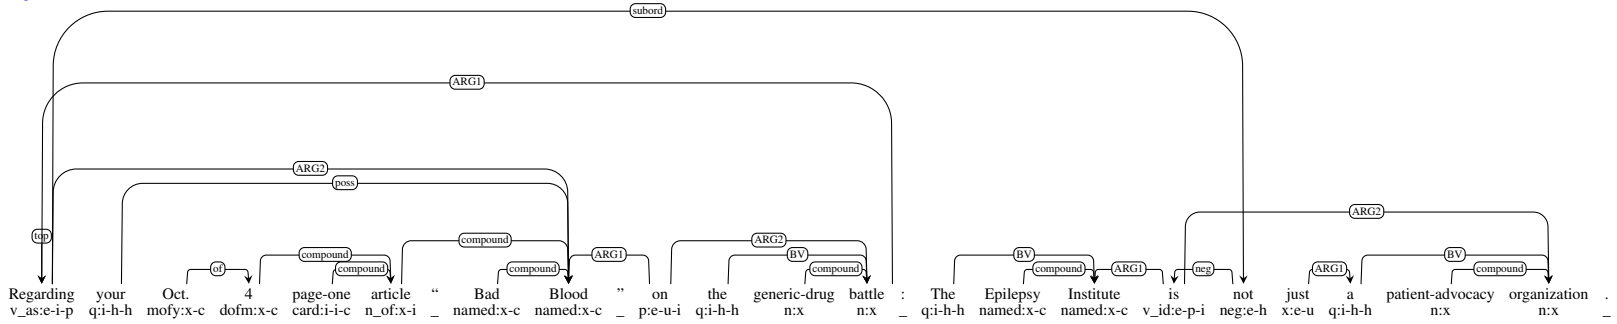 subord
ARG1
ARG2
poss
top
ARG2
compound
ARG2
compound
ARG1
BV
BV
BV
of
compound
compound
compound
compound
ARG1
neg
ARG1
compound
Regarding your Oct. 4 page-one article “ Bad Blood ” on the generic-drug battle : The Epilepsy Institute is not just a patient-advocacy organization .
v_as:e-i-p q:i-h-h mofy:x-c dofm:x-c card:i-i-c n_of:x-i _ named:x-c named:x-c _ p:e-u-i q:i-h-h n:x n:x _ q:i-h-h named:x-c named:x-c v_id:e-p-i neg:e-h x:e-u q:i-h-h n:x n:x _